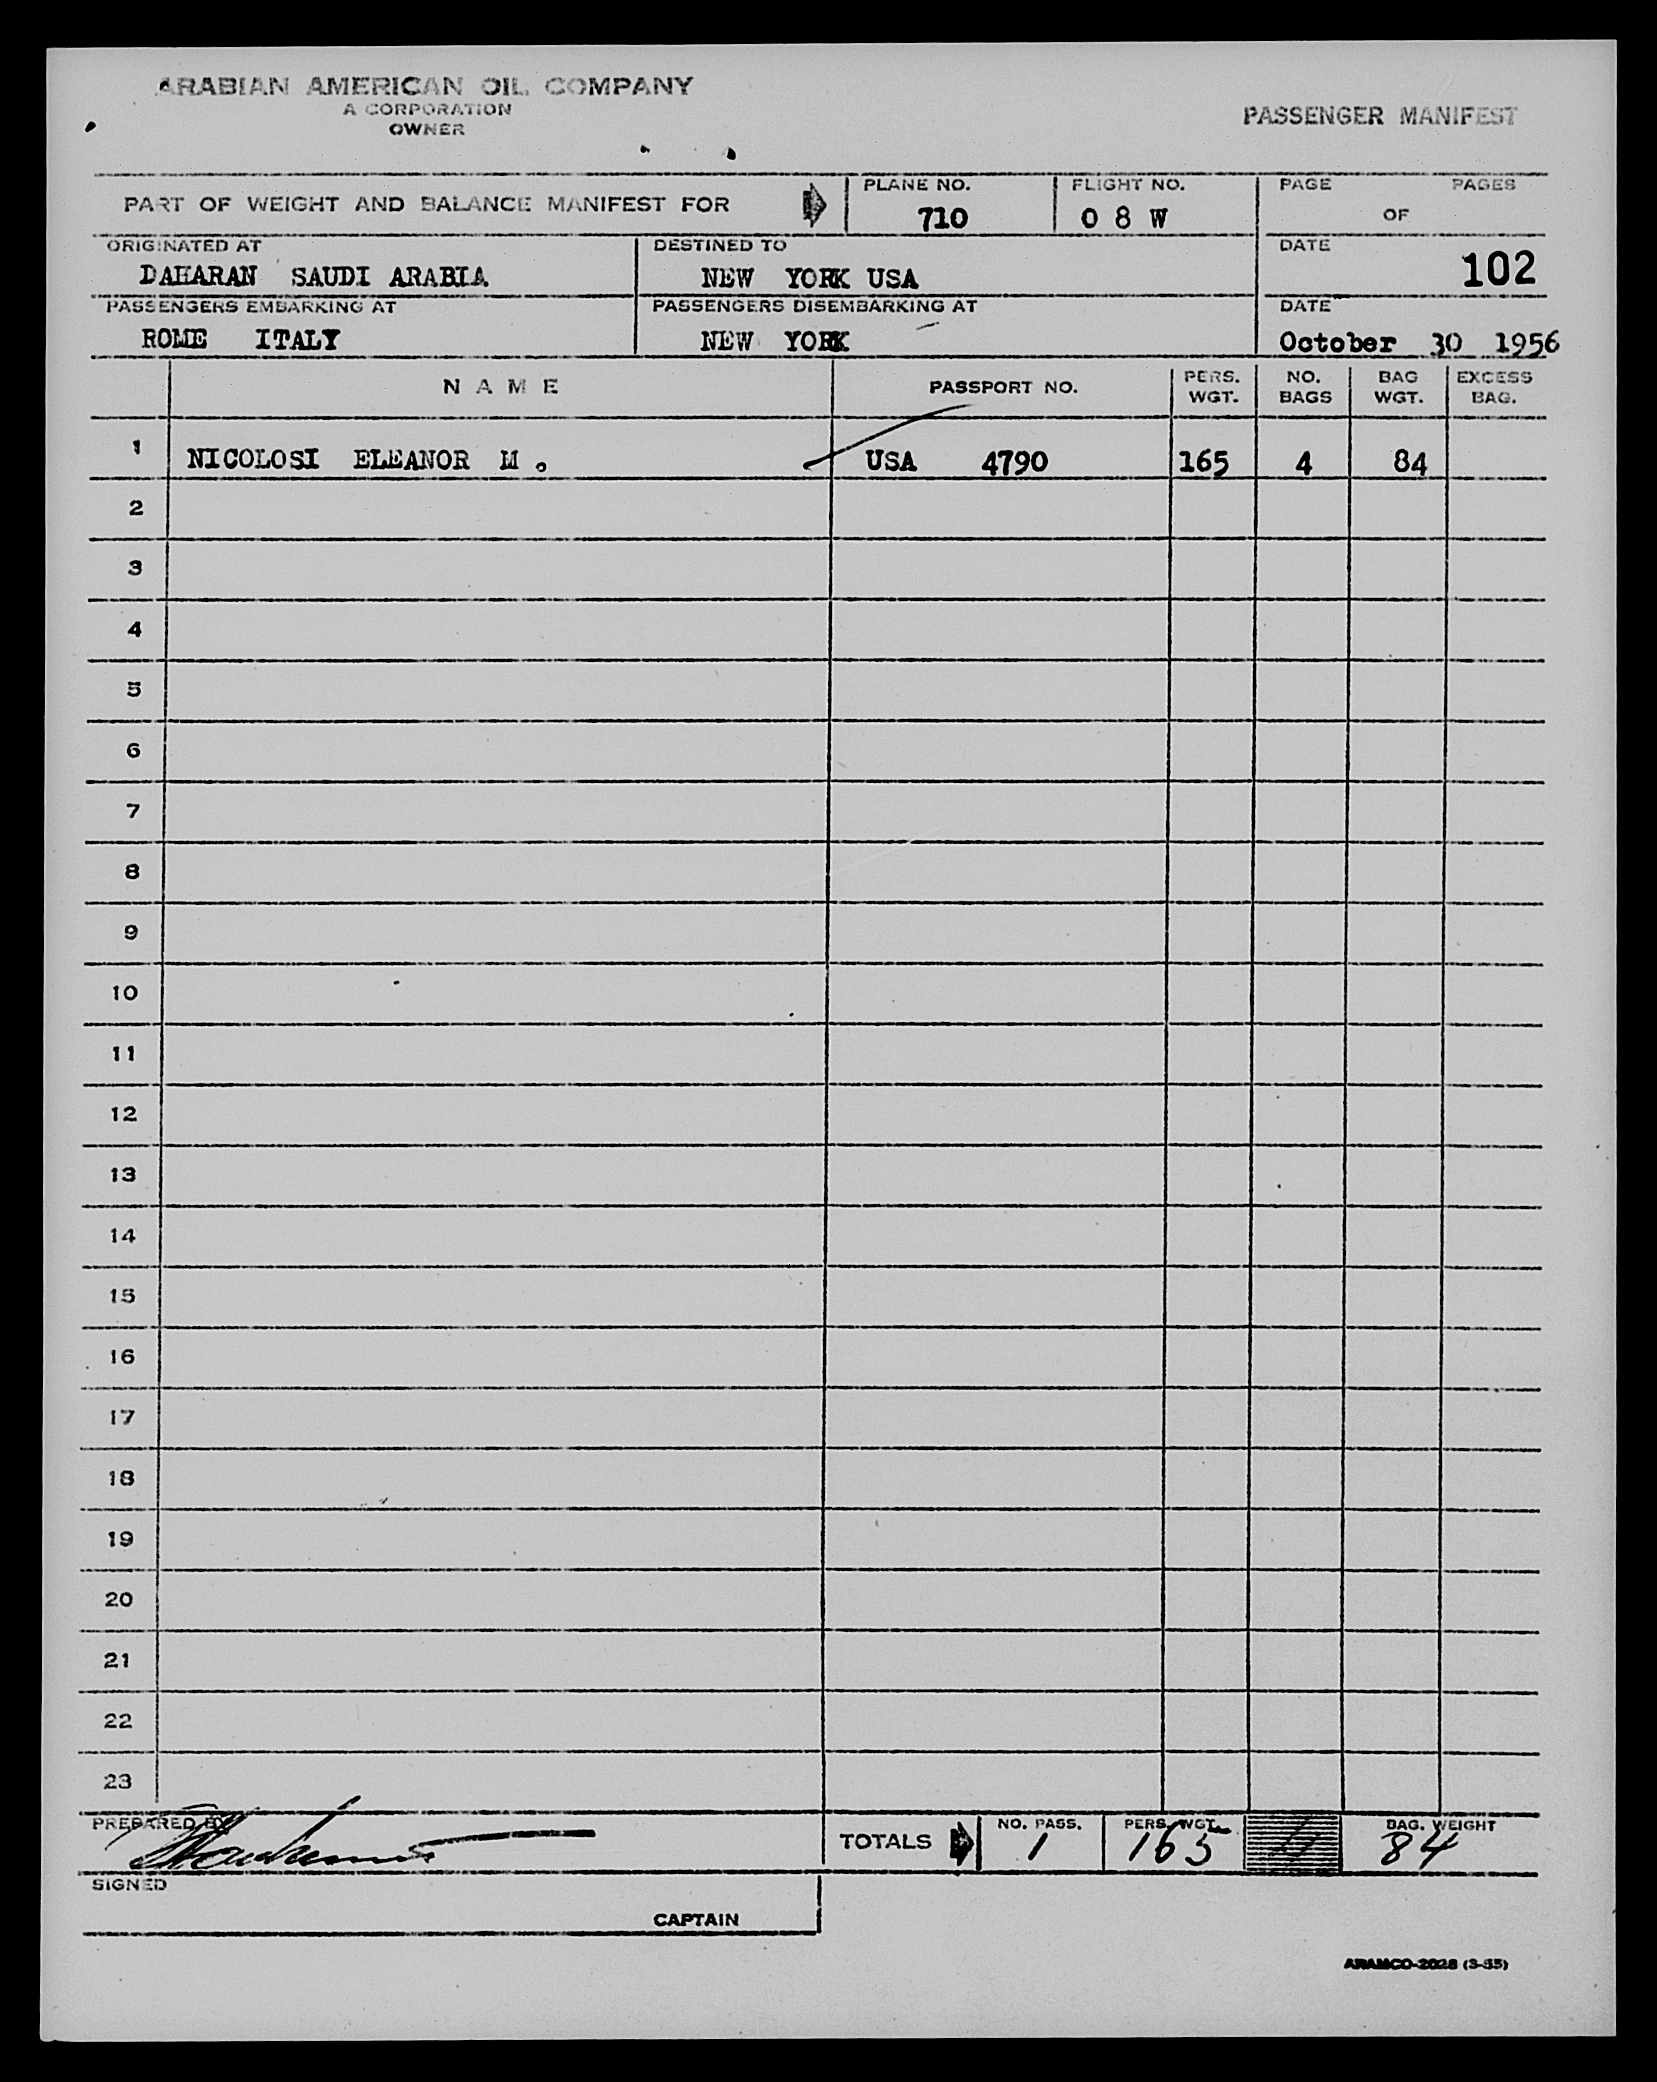 ARABIAN AMERICAN OIL COMPANY
A CORPORATION
OWNER
PASSENGER MANIFEST
PART OF WEIGHT AND BALANCE MANIFEST FOR
PLANE NO.
710
FLIGHT NO.
0 8 W
PAGE OF PAGES
ORIGINATED AT
DAHARAN SAUDI ARABIA
DESTINED TO
NEW YORK USA
DATE
102
PASSENGERS EMBARKING AT
ROME ITALY
PASSENGERS DISEMBARKING AT
NEW YORK
DATE
October 30 1956
NAME PASSPORT NO. PERS. WGT. NO. BAGS BAG WGT. EXCESS BAG.
1 NICOLOSI ELEANOR M. USA 4790 165 4 84
2
3
4
5
6
7
8
9
10
11
12
13
14
15
16
17
18
19
20
21
22
23
PREPARED BY
TOTALS
NO. PASS.
1
PERS. WGT.
165
4
BAG. WEIGHT
84
SIGNED
CAPTAIN
ARAMCO-2028 (3-55)